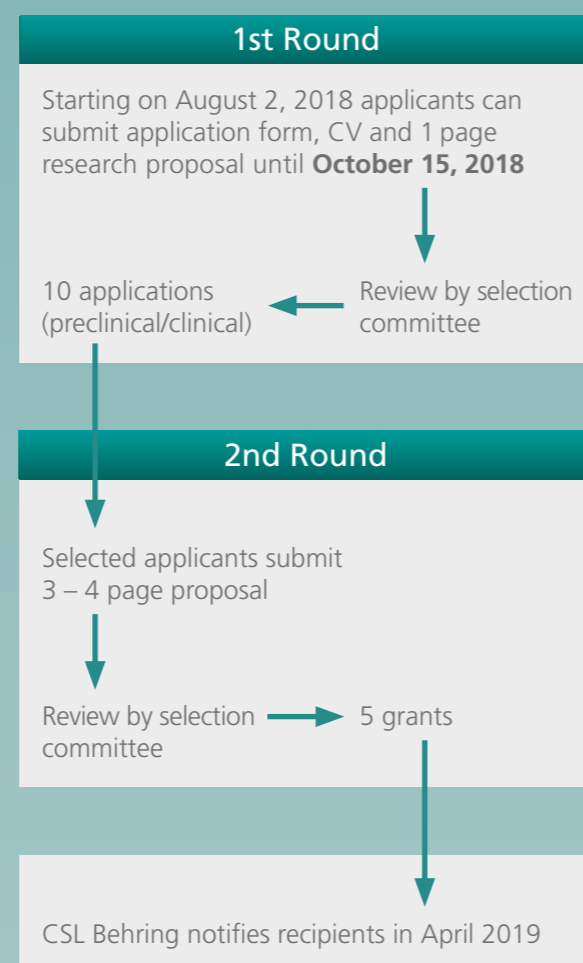 1st Round
Starting on August 2, 2018 applicants can
submit application form, CV and 1 page
research proposal until October 15, 2018
Review by selection
committee
10 applications
(preclinical/clinical)
2nd Round
Selected applicants submit
3 – 4 page proposal
Review by selection
committee
5 grants
CSL Behring notifies recipients in April 2019